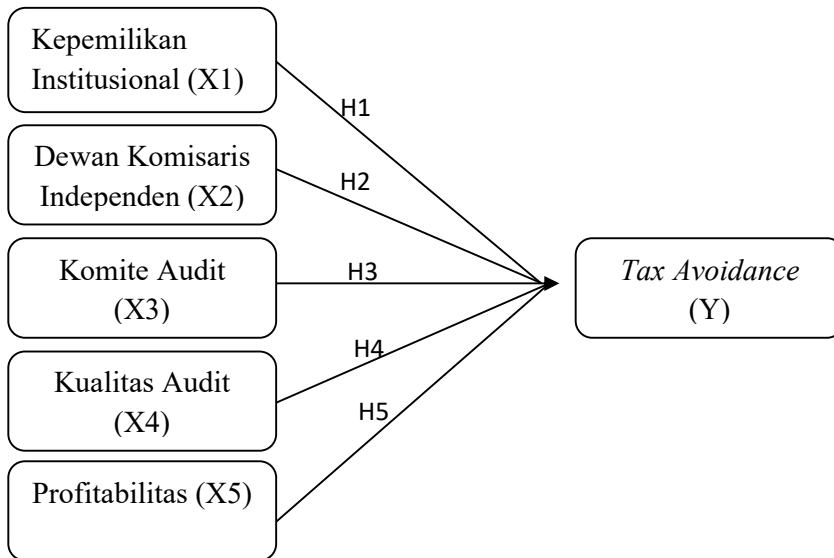 Kepemilikan
Institusional (X1)
H1
Dewan Komisaris
Independen (X2)
H2
Komite Audit
(X3)
H3
Tax Avoidance
(Y)
Kualitas Audit
(X4)
H4
Profitabilitas (X5)
H5